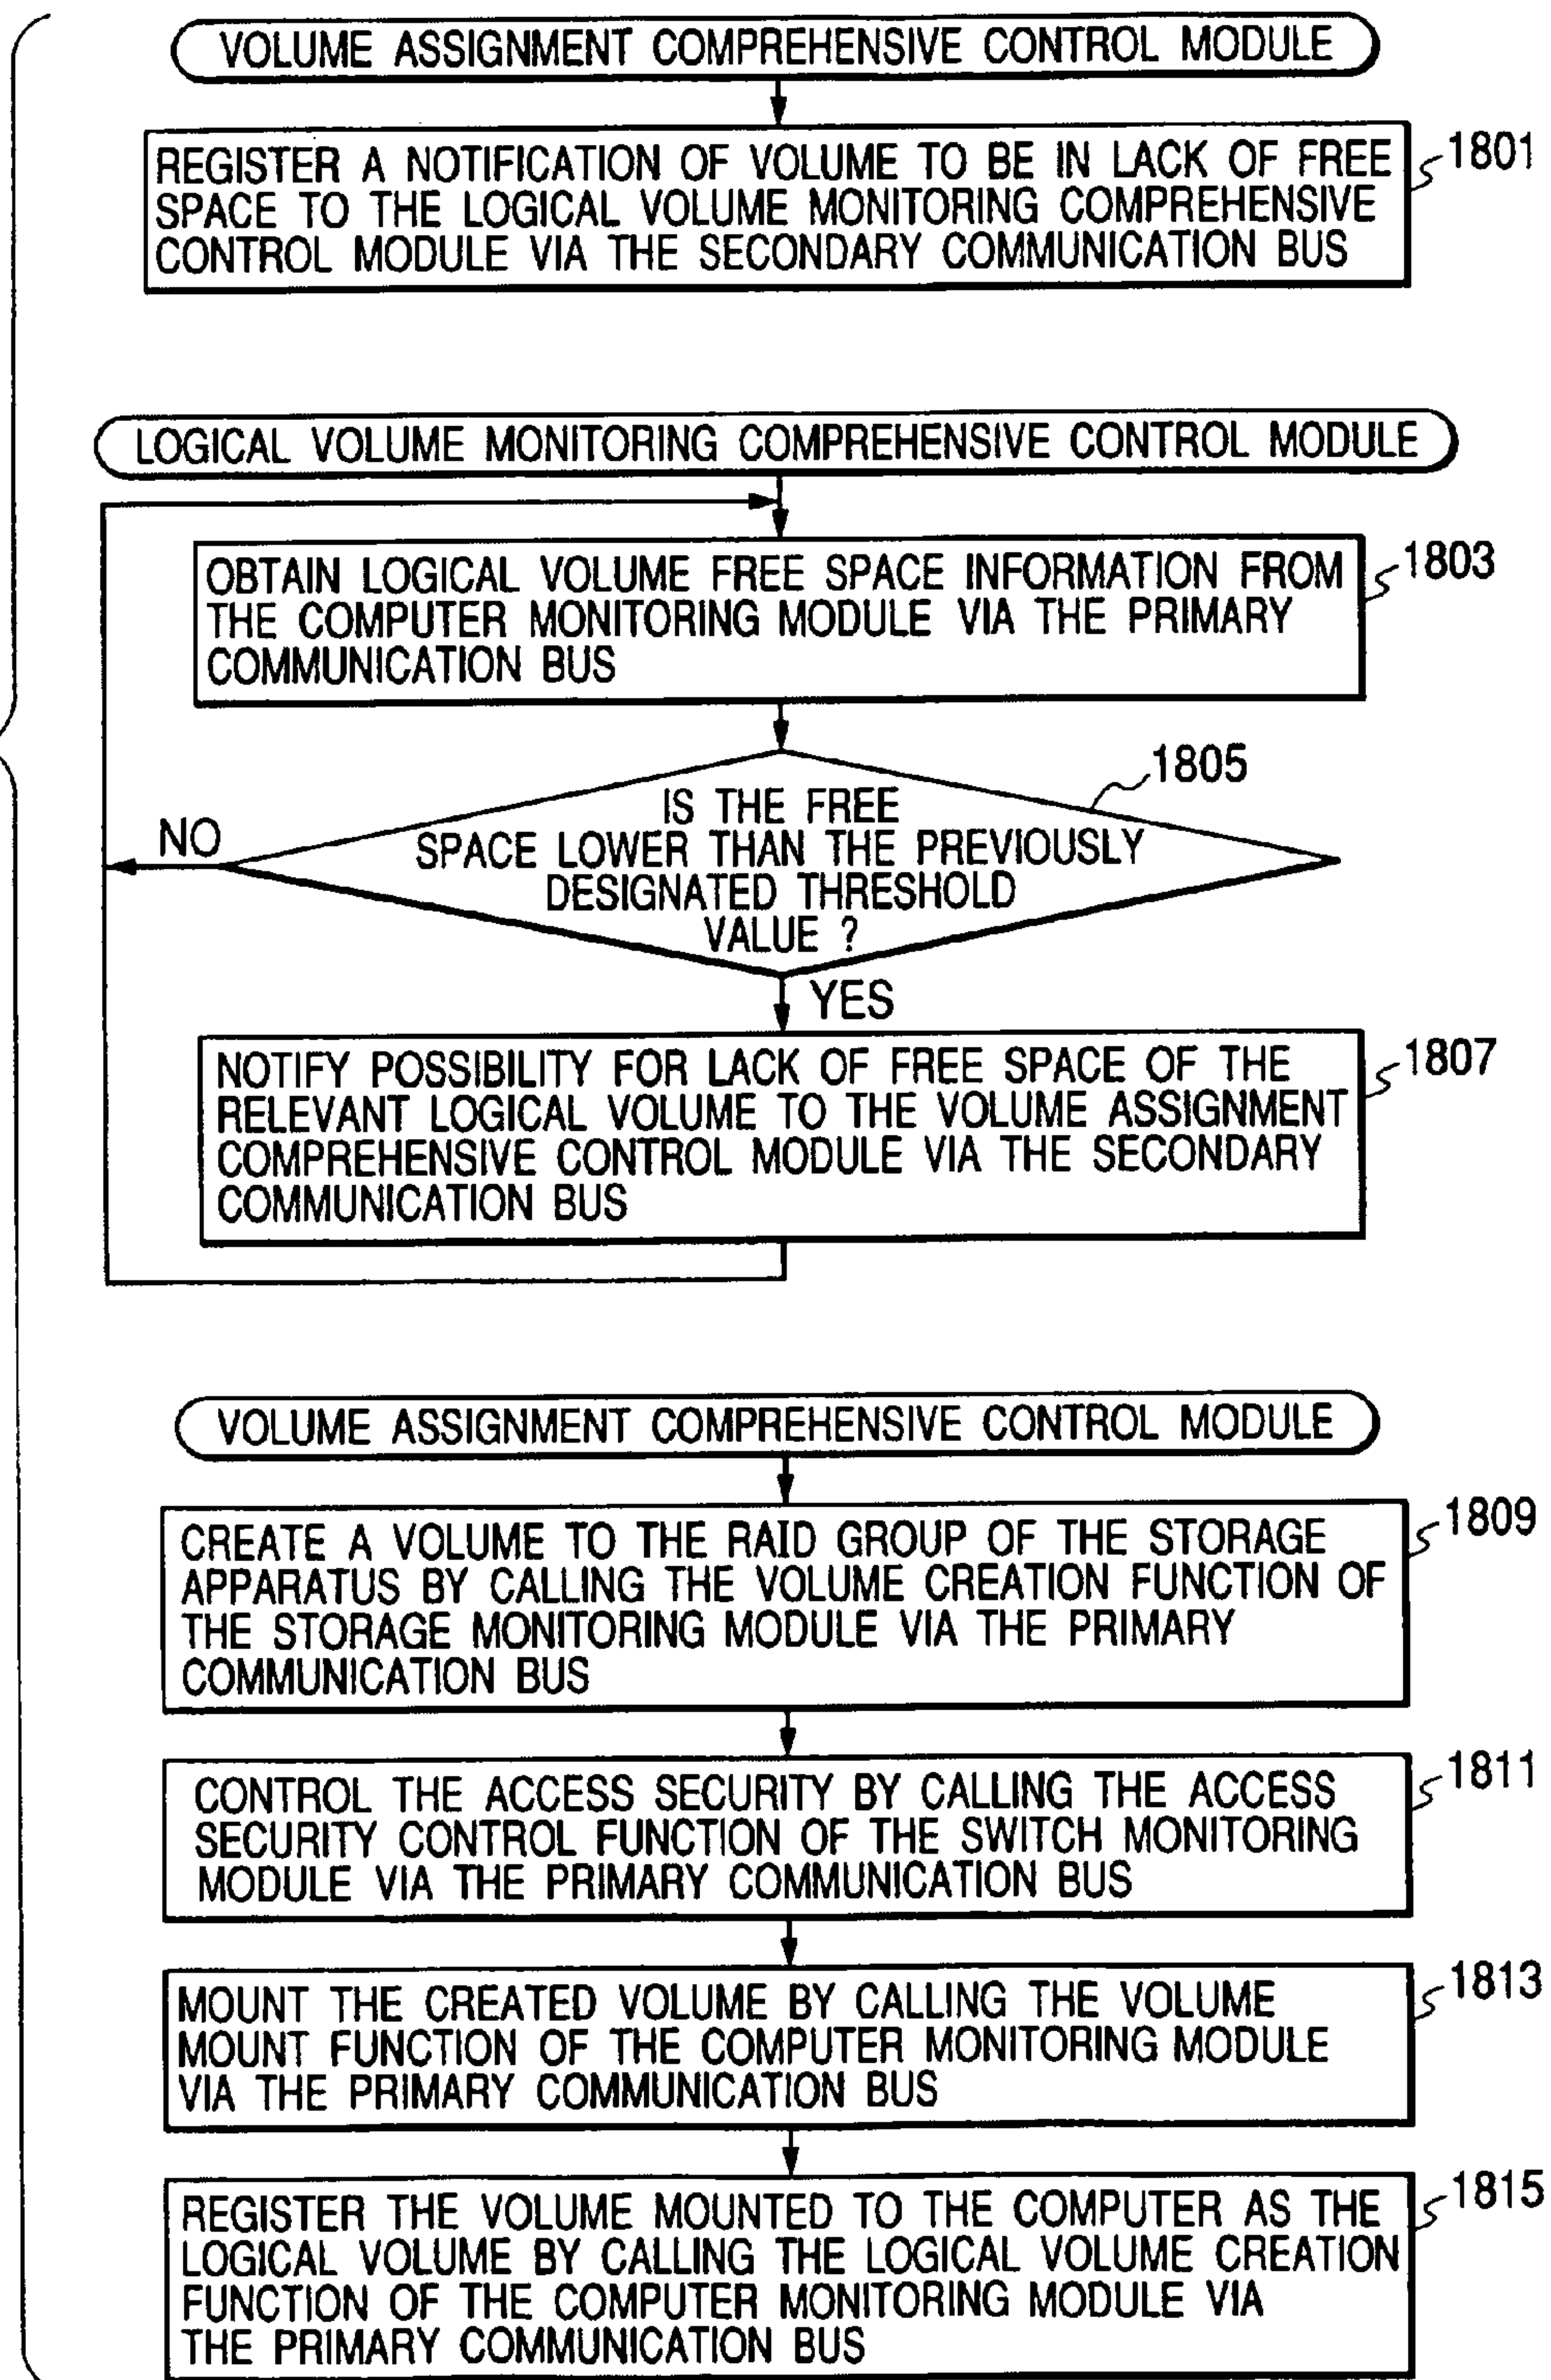 VOLUME ASSIGNMENT COMPREHENSIVE CONTROL MODULE
REGISTER A NOTIFICATION OF VOLUME TO BE IN LACK OF FREE
SPACE TO THE LOGICAL VOLUME MONITORING COMPREHENSIVE
CONTROL MODULE VIA THE SECONDARY COMMUNICATION BUS
1801
LOGICAL VOLUME MONITORING COMPREHENSIVE CONTROL MODULE
OBTAIN LOGICAL VOLUME FREE SPACE INFORMATION FROM
THE COMPUTER MONITORING MODULE VIA THE PRIMARY
COMMUNICATION BUS
1803
1805
IS THE FREE
SPACE LOWER THAN THE PREVIOUSLY
DESIGNATED THRESHOLD
VALUE ?
NO
YES
NOTIFY POSSIBILITY FOR LACK OF FREE SPACE OF THE
RELEVANT LOGICAL VOLUME TO THE VOLUME ASSIGNMENT
COMPREHENSIVE CONTROL MODULE VIA THE SECONDARY
COMMUNICATION BUS
1807
VOLUME ASSIGNMENT COMPREHENSIVE CONTROL MODULE
CREATE A VOLUME TO THE RAID GROUP OF THE STORAGE
APPARATUS BY CALLING THE VOLUME CREATION FUNCTION OF
THE STORAGE MONITORING MODULE VIA THE PRIMARY
COMMUNICATION BUS
1809
CONTROL THE ACCESS SECURITY BY CALLING THE ACCESS
SECURITY CONTROL FUNCTION OF THE SWITCH MONITORING
MODULE VIA THE PRIMARY COMMUNICATION BUS
1811
MOUNT THE CREATED VOLUME BY CALLING THE VOLUME
MOUNT FUNCTION OF THE COMPUTER MONITORING MODULE
VIA THE PRIMARY COMMUNICATION BUS
1813
REGISTER THE VOLUME MOUNTED TO THE COMPUTER AS THE
LOGICAL VOLUME BY CALLING THE LOGICAL VOLUME CREATION
FUNCTION OF THE COMPUTER MONITORING MODULE VIA
THE PRIMARY COMMUNICATION BUS
1815